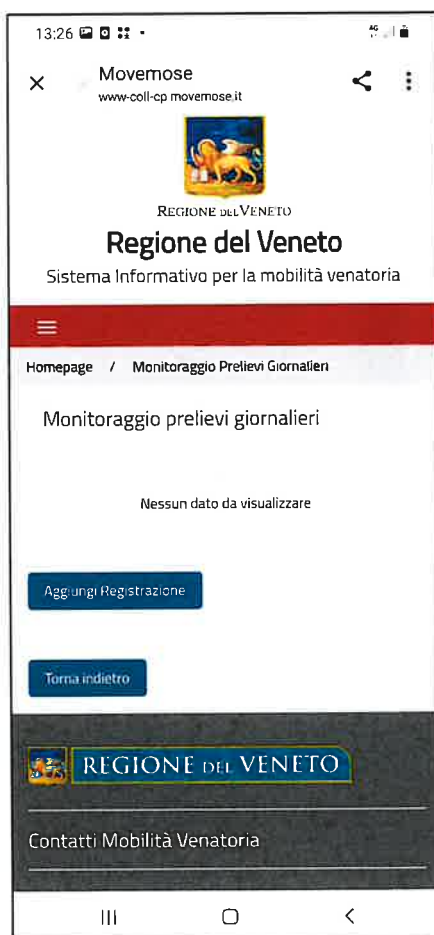 13:26
4G
Movemose
www-coll-cp movemose.it
REGIONE DEL VENETO
Regione del Veneto
Sistema Informativo per la mobilità venatoria
Homepage / Monitoraggio Prelievi Giornalieri
Monitoraggio prelievi giornalieri
Nessun dato da visualizzare
Aggiungi Registrazione
Torna indietro
REGIONE DEL VENETO
Contatti Mobilità Venatoria